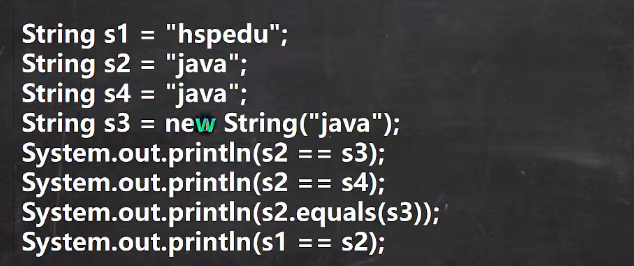 String s1 = "hspedu";
String s2 = "java";
String s4 = "java";
String s3 = new String("java");
System.out.println(s2 == s3);
System.out.println(s2 == s4);
System.out.println(s2.equals(s3));
System.out.println(s1 == s2);